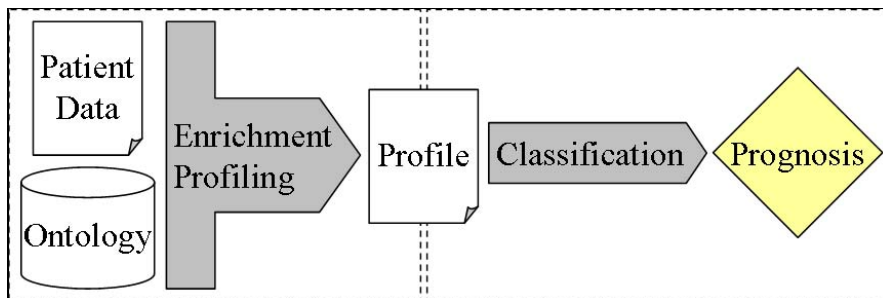 Patient
Data
Ontology
Enrichment
Profiling
Profile
Classification
Prognosis